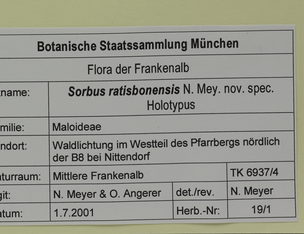 Botanische Staatssammlung München
Flora der Frankenalb
name: Sorbus ratisbonensis N. Mey. nov. spec.
Holotypus
milie: Maloideae
ndort: Waldlichtung im Westteil des Pfarrbergs nördlich
der B8 bei Nittendorf
aturraum: Mittlere Frankenalb TK 6937/4
git: N. Meyer & O. Angerer det./rev. N. Meyer
atum: 1.7.2001 Herb.-Nr: 19/1